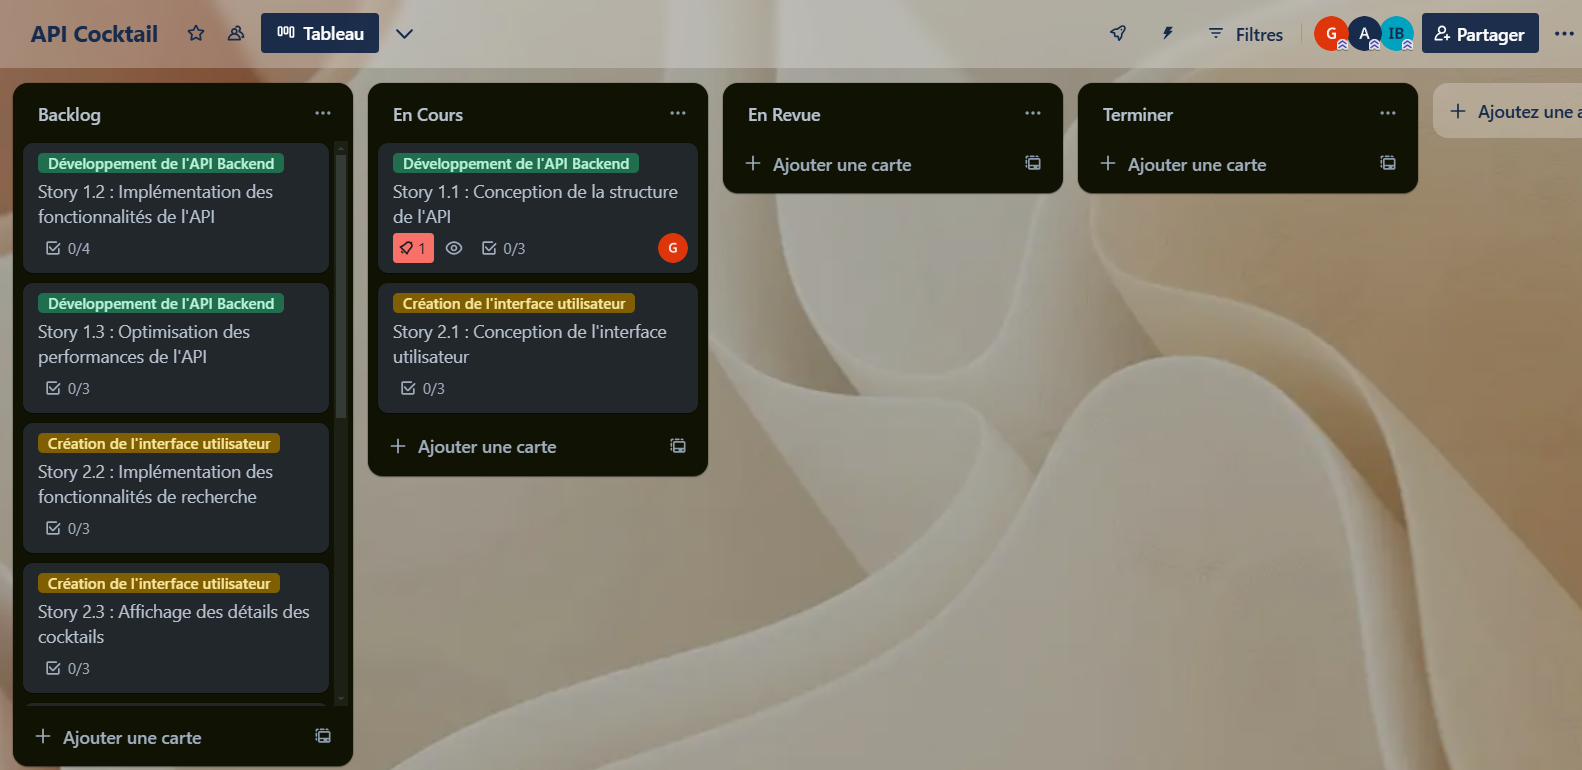 API Cocktail
Tableau
Filtres
G
A
IB
Partager
Backlog
Développement de l'API Backend
Story 1.2 : Implémentation des
fonctionnalités de l'API
0/4
Développement de l'API Backend
Story 1.3 : Optimisation des
performances de l'API
0/3
Création de l'interface utilisateur
Story 2.2 : Implémentation des
fonctionnalités de recherche
0/3
Création de l'interface utilisateur
Story 2.3 : Affichage des détails des
cocktails
0/3
Ajouter une carte
En Cours
Développement de l'API Backend
Story 1.1 : Conception de la structure
de l'API
1
0/3
G
Création de l'interface utilisateur
Story 2.1 : Conception de l'interface
utilisateur
0/3
Ajouter une carte
En Revue
Ajouter une carte
Terminer
Ajouter une carte
Ajoutez une a